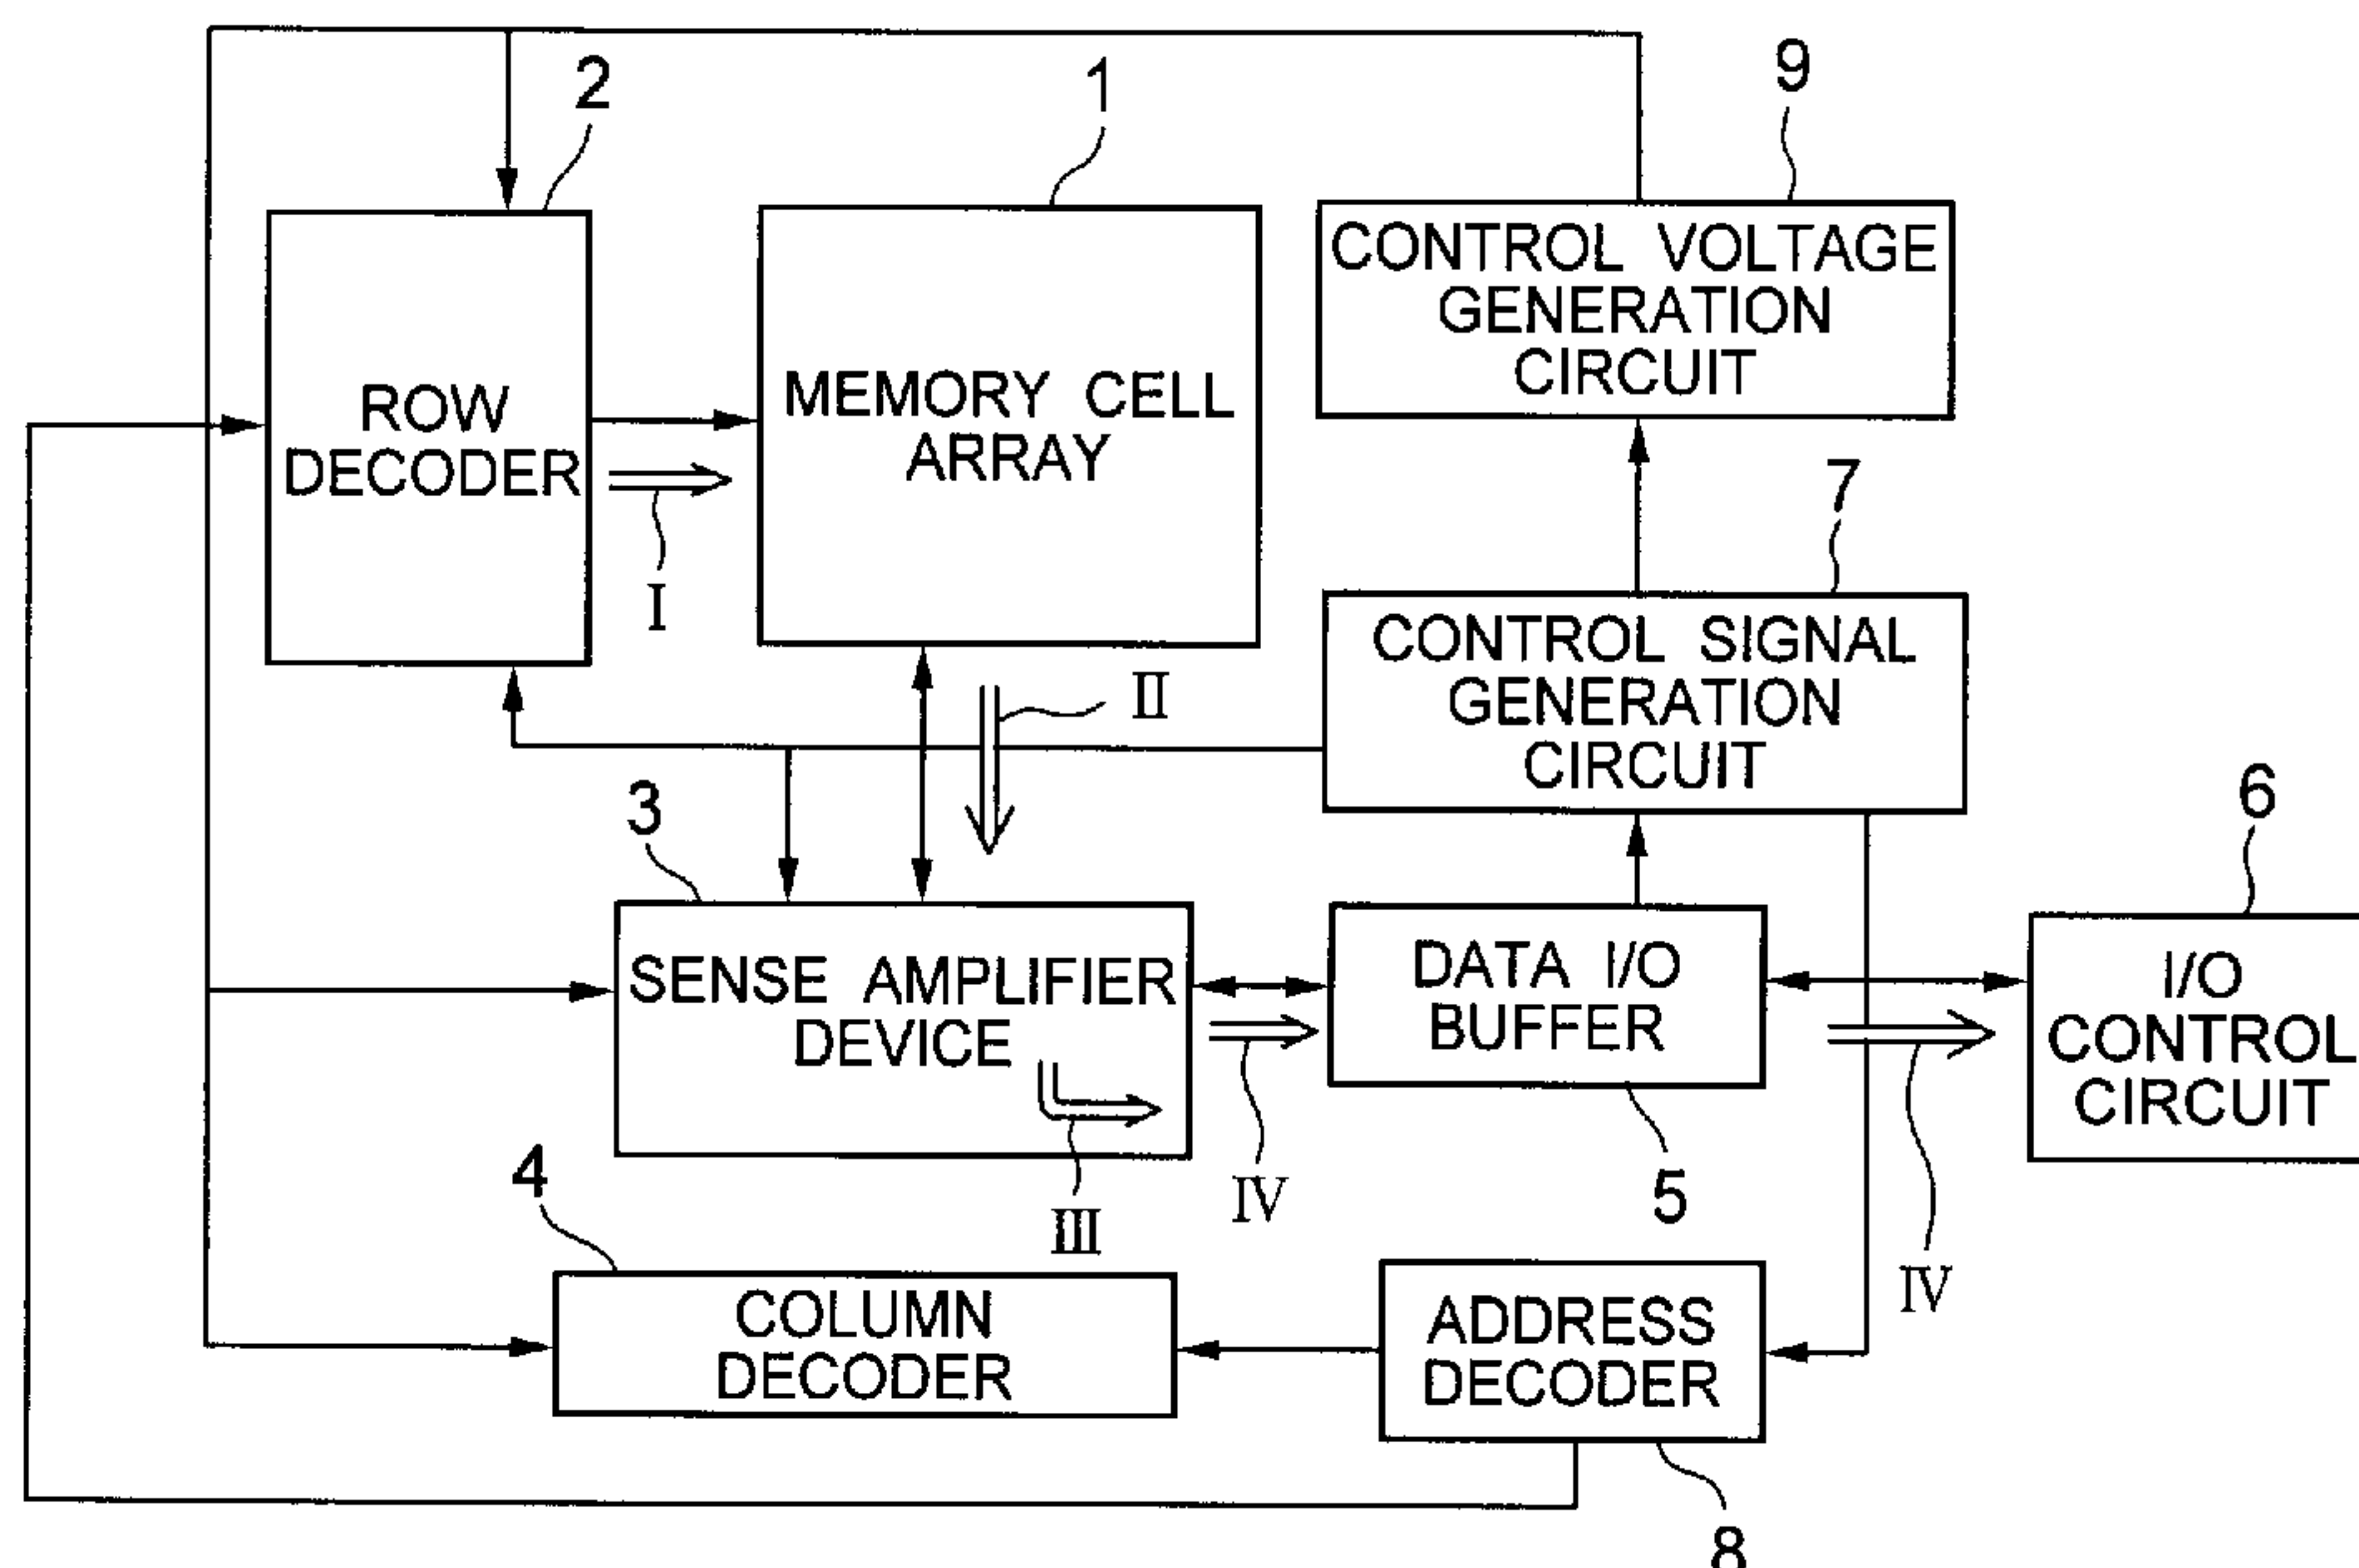 2
1
9
ROW
DECODER
MEMORY CELL
ARRAY
CONTROL VOLTAGE
GENERATION
CIRCUIT
I
7
II
CONTROL SIGNAL
GENERATION
CIRCUIT
3
6
SENSE AMPLIFIER
DEVICE
DATA I/O
BUFFER
I/O
CONTROL
CIRCUIT
III
IV
5
IV
4
COLUMN
DECODER
ADDRESS
DECODER
8